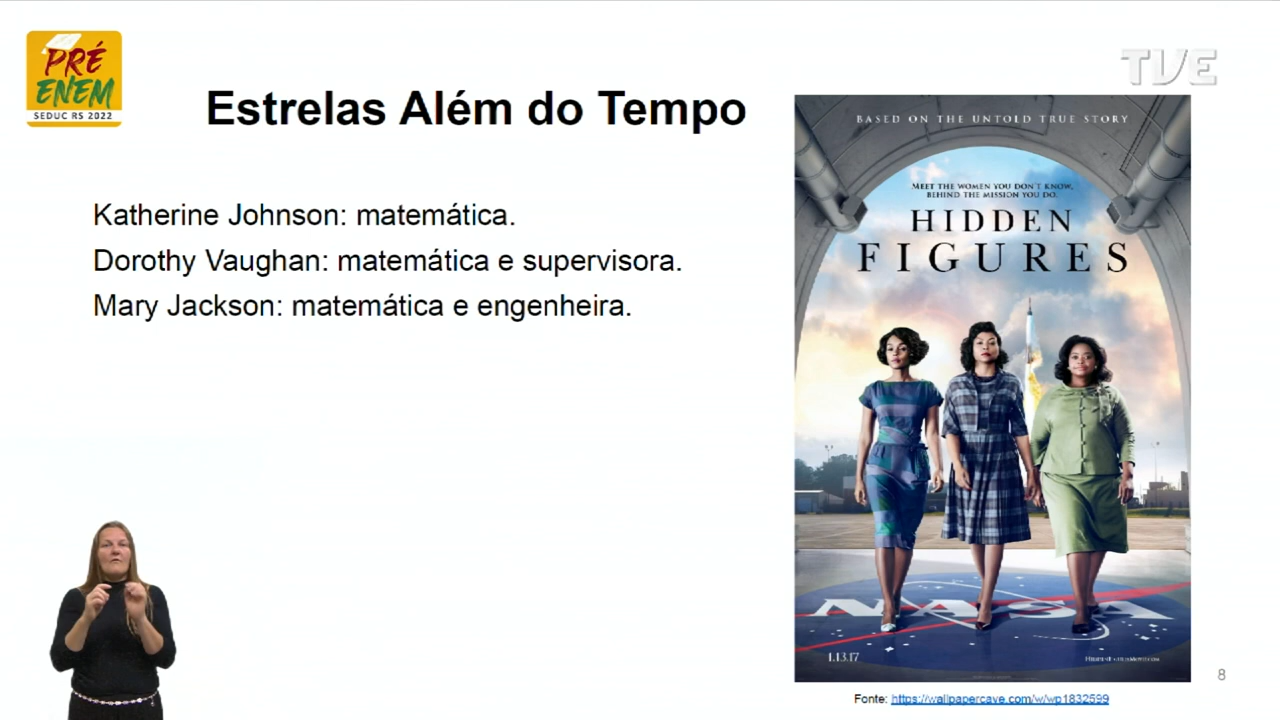 PRÉ
ENEM
SEDUC RS 2022
TVE
Estrelas Além do Tempo
Katherine Johnson: matemática.
Dorothy Vaughan: matemática e supervisora.
Mary Jackson: matemática e engenheira.
BASED ON THE UNTOLD TRUE STORY
MEET THE WOMEN YOU DON'T KNOW,
BEHIND THE MISSION YOU DO.
HIDDEN
FIGURES
NASA
1.13.17
8
Fonte: https://wallpapercave.com/w/wp1832599